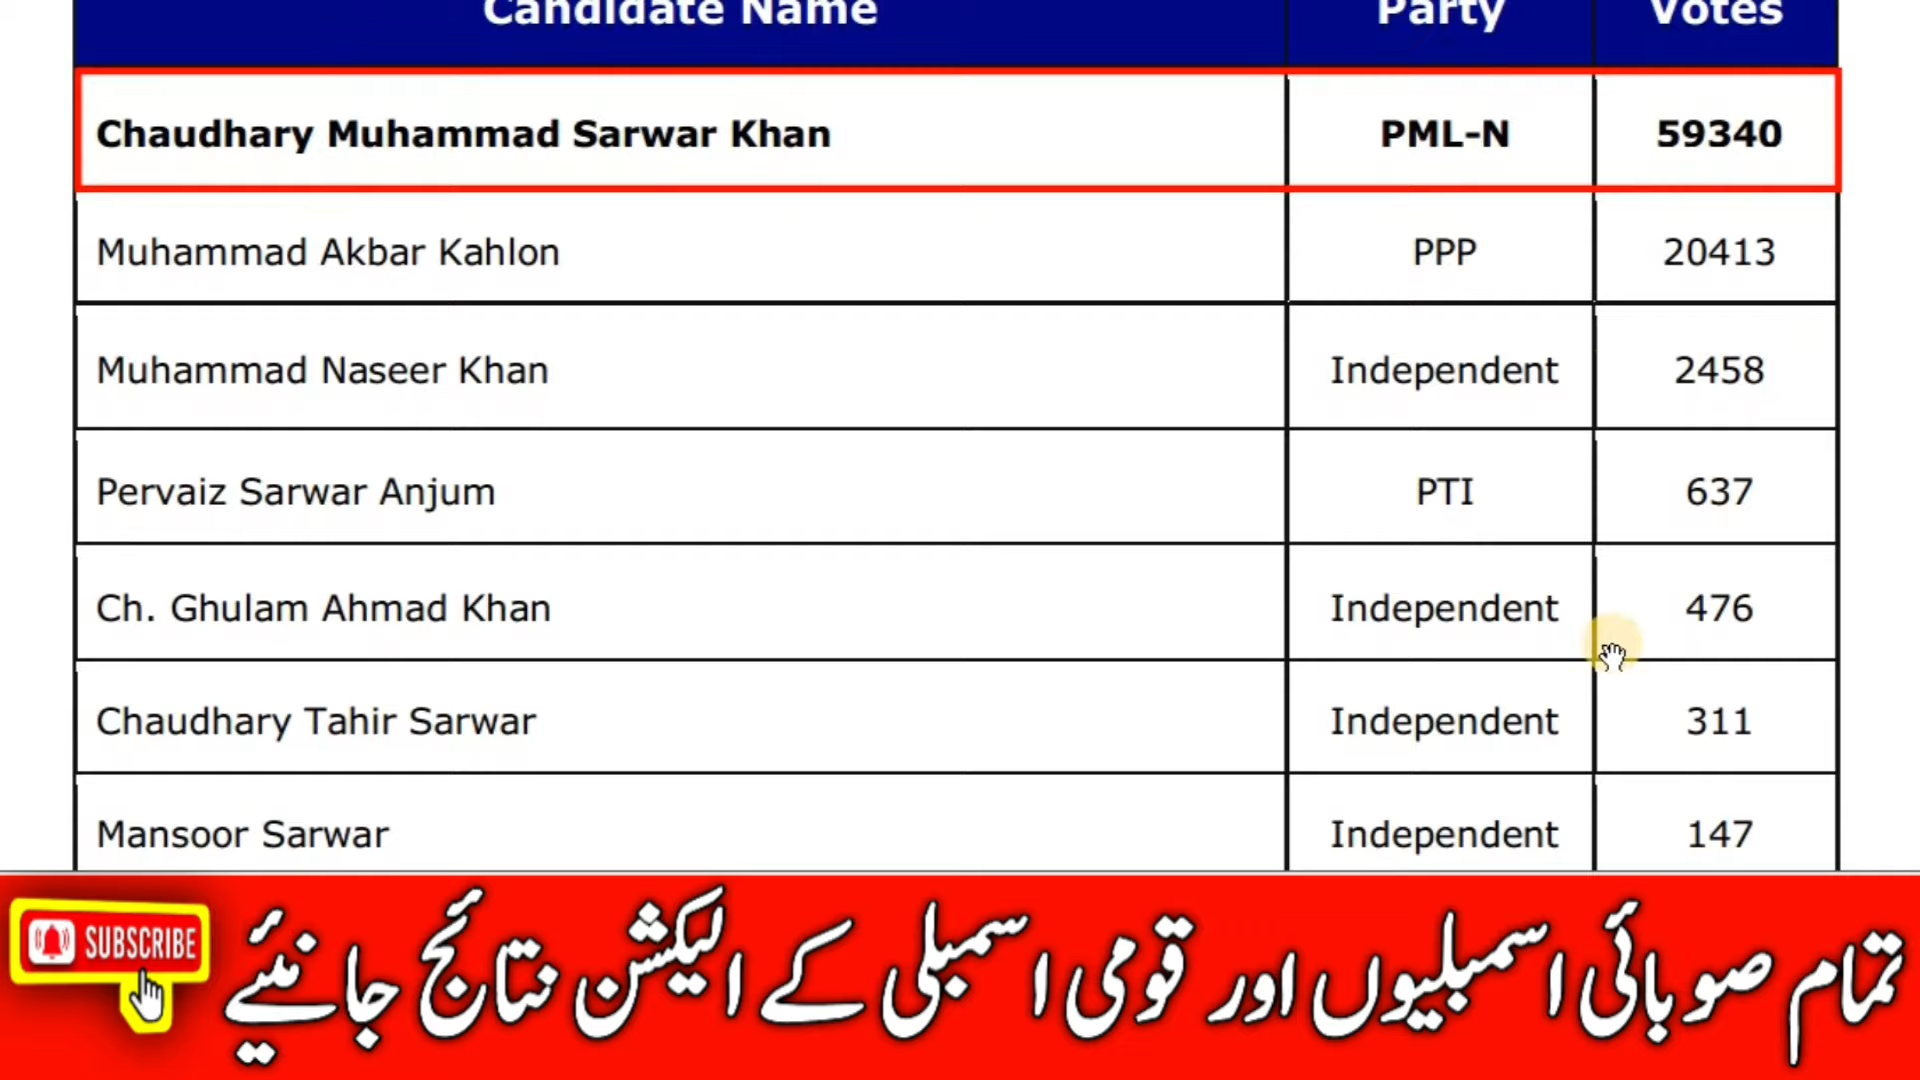 Candidate Name Party Votes
Chaudhary Muhammad Sarwar Khan PML-N 59340
Muhammad Akbar Kahlon PPP 20413
Muhammad Naseer Khan Independent 2458
Pervaiz Sarwar Anjum PTI 637
Ch. Ghulam Ahmad Khan Independent 476
Chaudhary Tahir Sarwar Independent 311
Mansoor Sarwar Independent 147
SUBSCRIBE
تمام صوبائی اسمبلیوں اور قومی اسمبلی کے الیکشن نتائج جانئیے